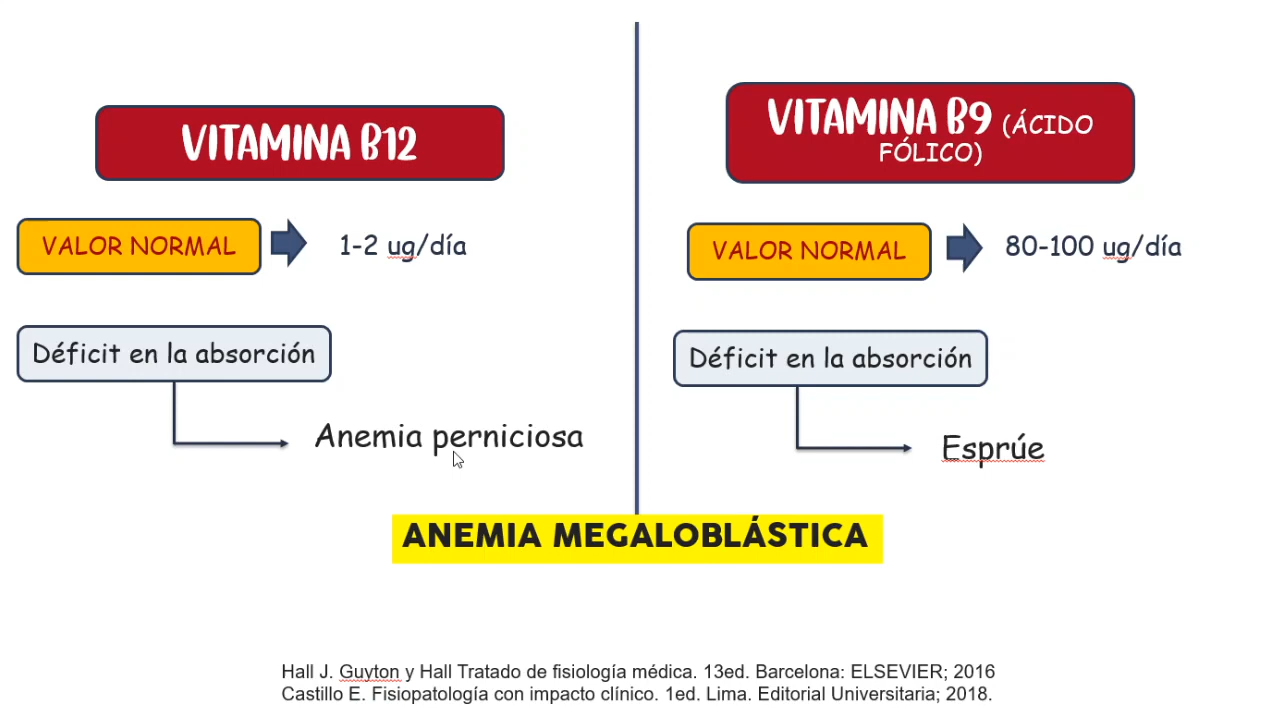 VITAMINA B12
VALOR NORMAL
1-2 ug/día
Déficit en la absorción
Anemia perniciosa
VITAMINA B9 (ÁCIDO
FÓLICO)
VALOR NORMAL
80-100 ug/día
Déficit en la absorción
Esprúe
ANEMIA MEGALOBLÁSTICA
Hall J. Guyton y Hall Tratado de fisiología médica. 13ed. Barcelona: ELSEVIER; 2016
Castillo E. Fisiopatología con impacto clínico. 1ed. Lima. Editorial Universitaria; 2018.